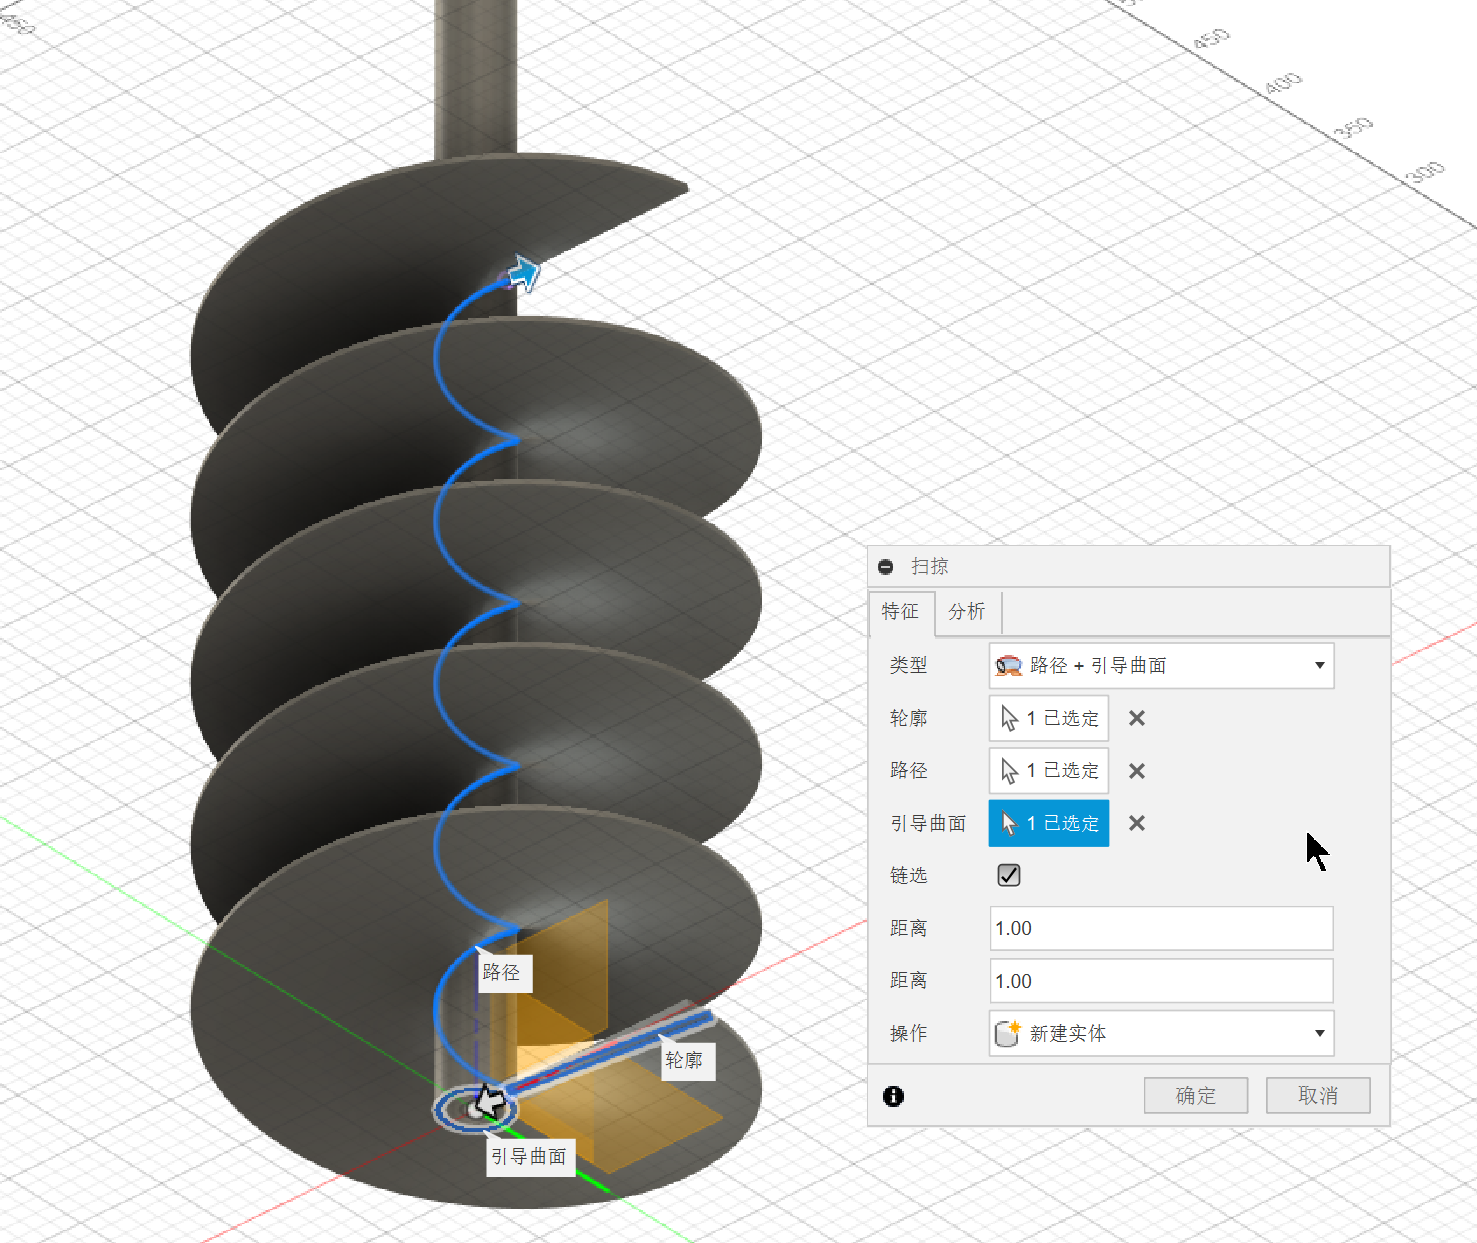 450
450
400
350
300
扫掠
特征 分析
类型 路径 + 引导曲面
轮廓 1 已选定
路径 1 已选定
引导曲面 1 已选定
链选
距离 1.00
距离 1.00
操作 新建实体
确定 取消
路径
轮廓
引导曲面